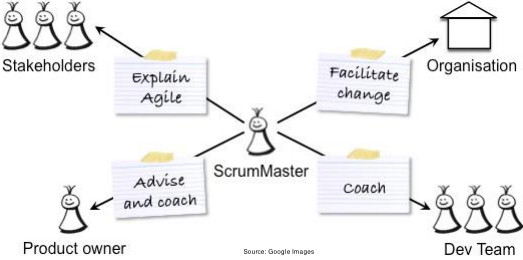 Stakeholders
Explain
Agile
Facilitate
change
Organisation
ScrumMaster
Advise
and coach
Coach
Product owner
Source: Google Images
Dev Team